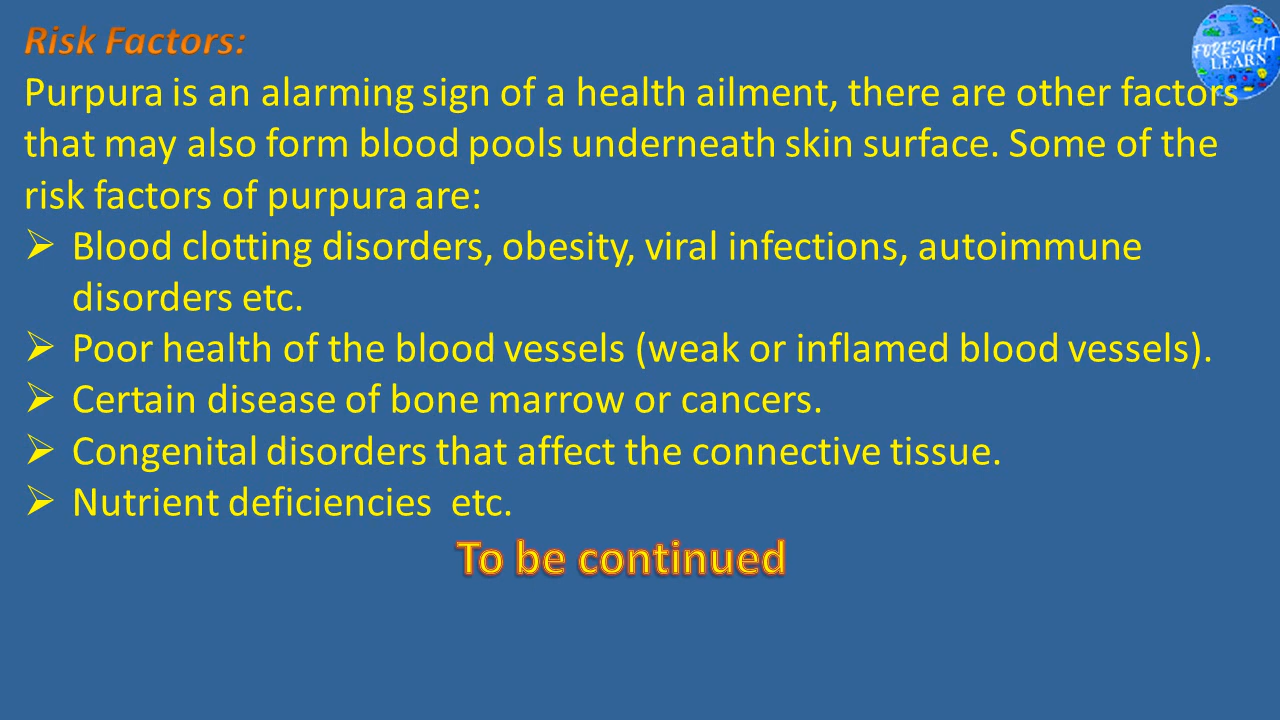 Risk Factors:
FORESIGHT
LEARN
Purpura is an alarming sign of a health ailment, there are other factors
that may also form blood pools underneath skin surface. Some of the
risk factors of purpura are:
➢ Blood clotting disorders, obesity, viral infections, autoimmune
disorders etc.
➢ Poor health of the blood vessels (weak or inflamed blood vessels).
➢ Certain disease of bone marrow or cancers.
➢ Congenital disorders that affect the connective tissue.
➢ Nutrient deficiencies  etc.
To be continued